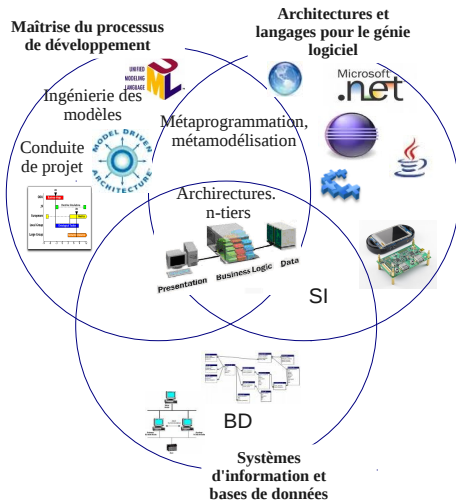 Maîtrise du processus
de développement
Architectures et
langages pour le génie
logiciel
UNIFIED
MODELING
LANGUAGE
UML
Microsoft
.net
Ingénierie des
modèles
Métaprogrammation,
métamodélisation
MODEL DRIVEN
ARCHITECTURE
Conduite
de projet
Java
Archirectures.
n-tiers
Presentation
Business Logic
Data
SI
BD
Systèmes
d'information et
bases de données